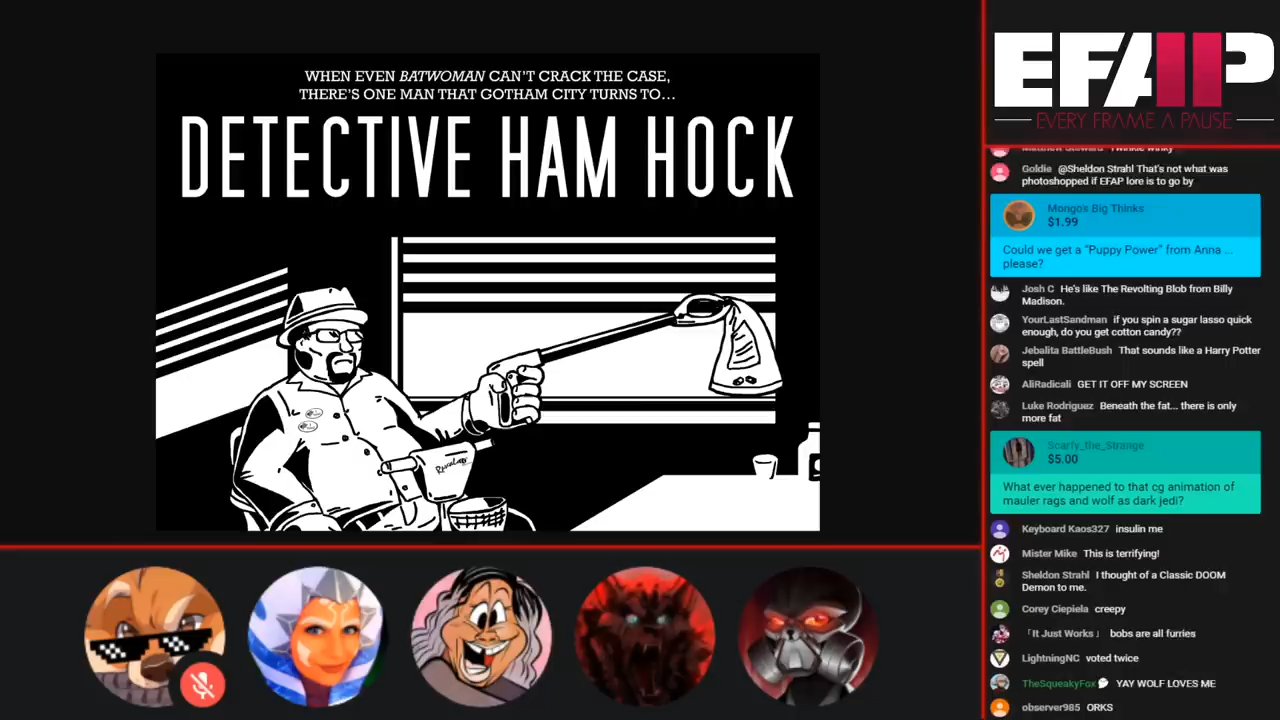 WHEN EVEN BATWOMAN CAN'T CRACK THE CASE,
THERE'S ONE MAN THAT GOTHAM CITY TURNS TO...
DETECTIVE HAM HOCK
EFAP
EVERY FRAME A PAUSE
Matthew Steward Twinkle winky
Goldie @Sheldon Strahl That's not what was
photoshopped if EFAP lore is to go by
Mongo's Big Thinks
$1.99
Could we get a "Puppy Power" from Anna ...
please?
Josh C He's like The Revolting Blob from Billy
Madison.
YourLastSandman if you spin a sugar lasso quick
enough, do you get cotton candy??
Jebalita BattleBush That sounds like a Harry Potter
spell
AliRadicali GET IT OFF MY SCREEN
Luke Rodriguez Beneath the fat... there is only
more fat
Scarfy_the_Strange
$5.00
What ever happened to that cg animation of
mauler rags and wolf as dark jedi?
Keyboard Kaos327 insulin me
Mister Mike This is terrifying!
Sheldon Strahl I thought of a Classic DOOM
Demon to me.
Corey Ciepiela creepy
「It Just Works」 bobs are all furries
LightningNC voted twice
TheSqueakyFox YAY WOLF LOVES ME
observer985 ORKS